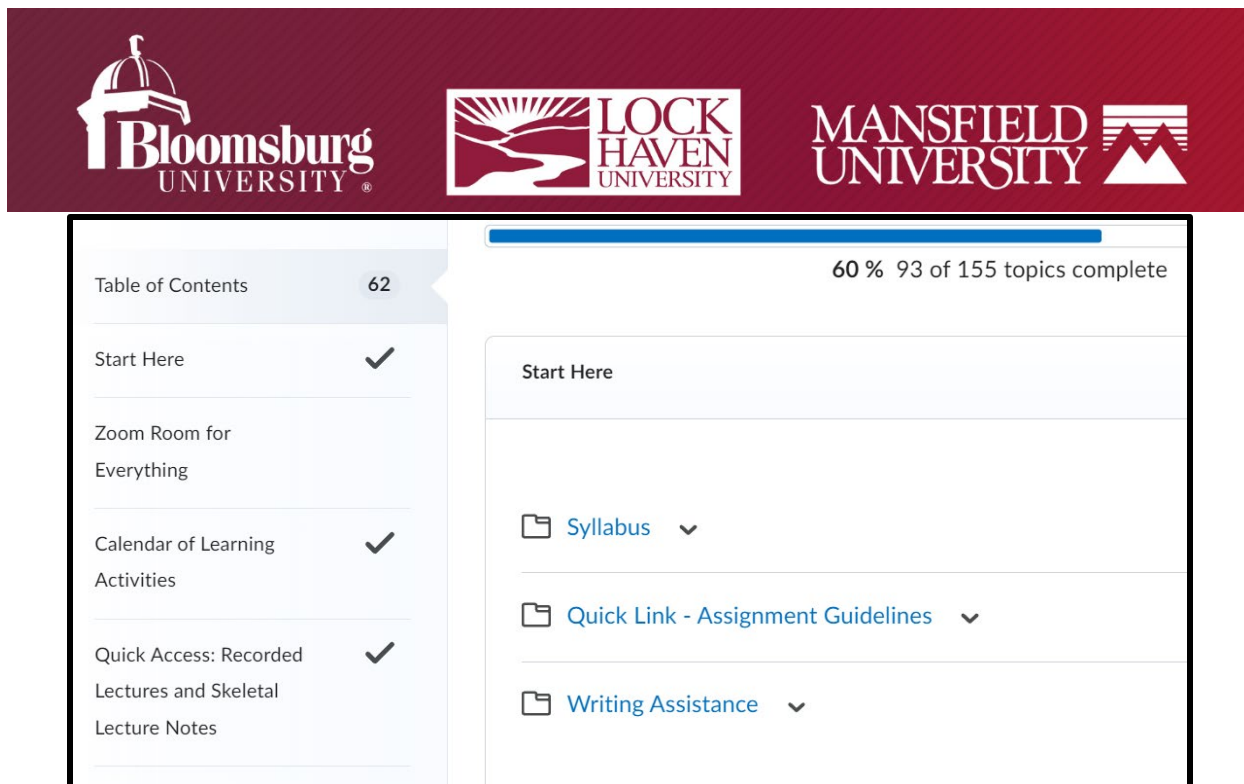 Bloomsburg
UNIVERSITY ®
LOCK
HAVEN
UNIVERSITY
MANSFIELD
UNIVERSITY
Table of Contents 62
Start Here
Zoom Room for
Everything
Calendar of Learning
Activities
Quick Access: Recorded
Lectures and Skeletal
Lecture Notes
60 % 93 of 155 topics complete
Start Here
Syllabus
Quick Link - Assignment Guidelines
Writing Assistance